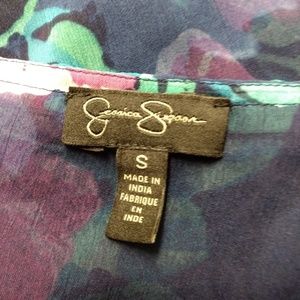 Jessica Simpson
S
MADE IN
INDIA
FABRIQUE
EN
INDE